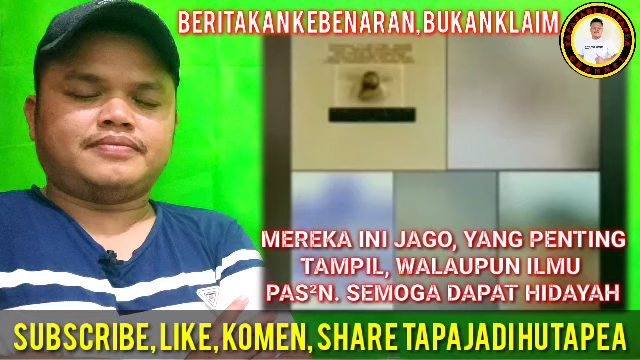 BERITAKAN KEBENARAN, BUKAN KLAIM
MEREKA INI JAGO, YANG PENTING
TAMPIL, WALAUPUN ILMU
PAS²N. SEMOGA DAPAT HIDAYAH
SUBSCRIBE, LIKE, KOMEN, SHARE TAPAJADI HUTAPEA